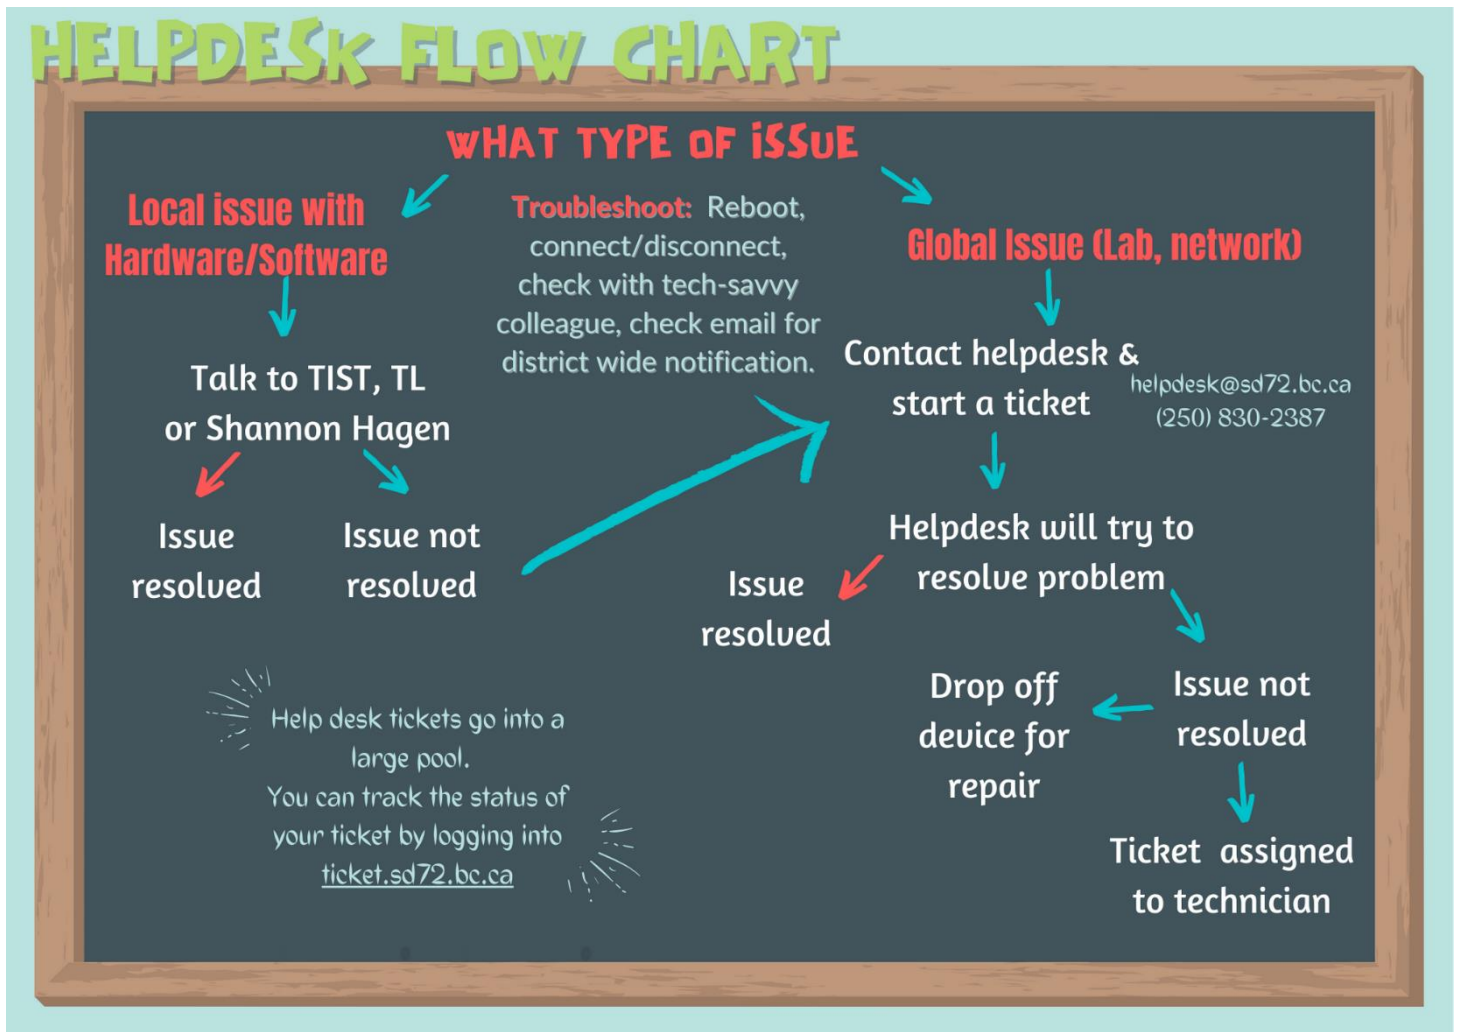 HELPDESK FLOW CHART
WHAT TYPE OF ISSUE
Local issue with
Hardware/Software
Troubleshoot: Reboot,
connect/disconnect,
check with tech-savvy
colleague, check email for
district wide notification.
Global Issue (Lab, network)
Talk to TIST, TL
or Shannon Hagen
Contact helpdesk &
start a ticket
helpdesk@sd72.bc.ca
(250) 830-2387
Issue
resolved
Issue not
resolved
Helpdesk will try to
resolve problem
Issue
resolved
Issue not
resolved
Drop off
device for
repair
Ticket assigned
to technician
Help desk tickets go into a
large pool.
You can track the status of
your ticket by logging into
ticket.sd72.bc.ca